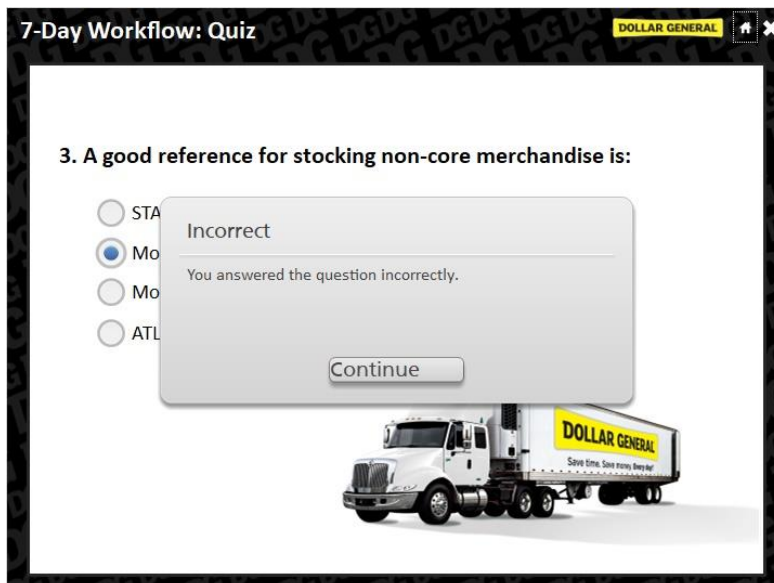 7-Day Workflow: Quiz
DOLLAR GENERAL
3. A good reference for stocking non-core merchandise is:
STA
Mo
Mo
ATL
Incorrect
You answered the question incorrectly.
Continue
DOLLAR GENERAL
Save time. Save money. Every day!